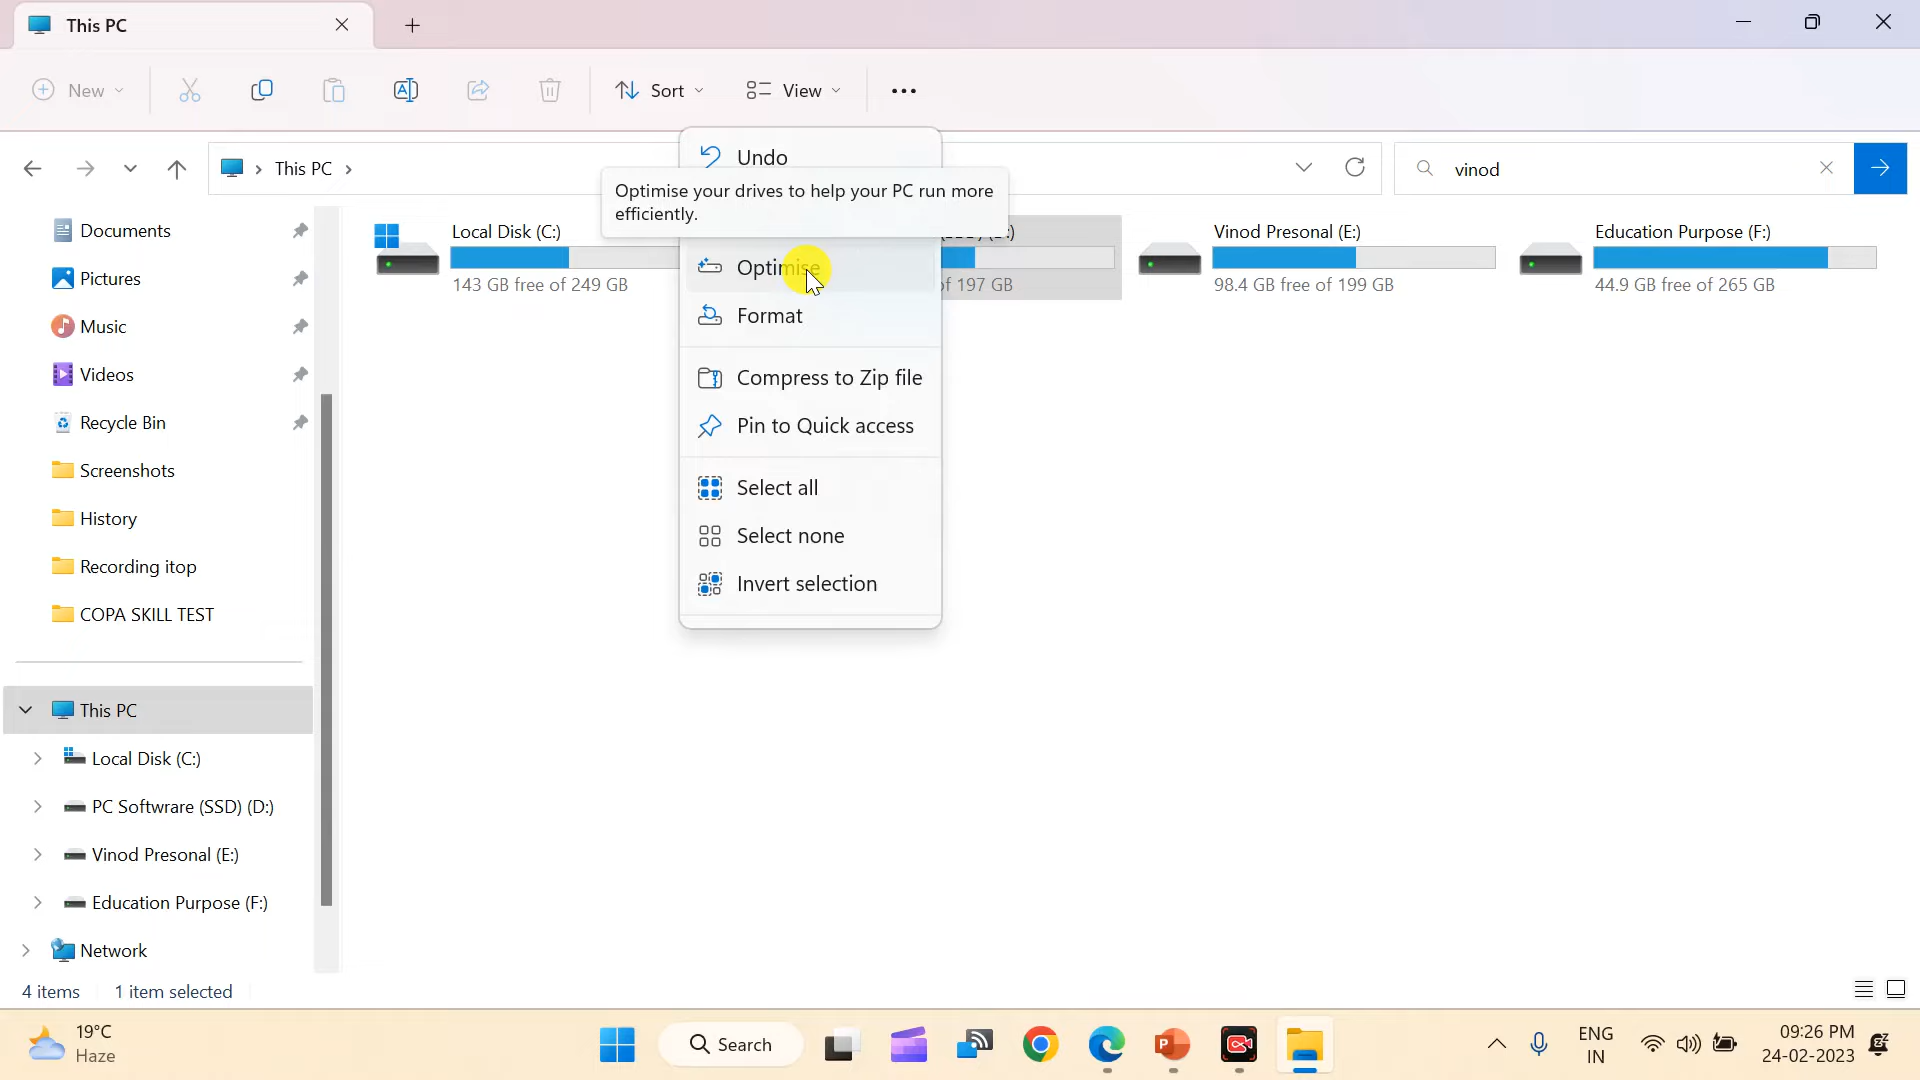 This PC
New
Sort
View
This PC
vinod
Undo
Optimise your drives to help your PC run more
efficiently.
Optimise
Format
Compress to Zip file
Pin to Quick access
Select all
Select none
Invert selection
Documents
Pictures
Music
Videos
Recycle Bin
Screenshots
History
Recording itop
COPA SKILL TEST
This PC
Local Disk (C:)
PC Software (SSD) (D:)
Vinod Presonal (E:)
Education Purpose (F:)
Network
Local Disk (C:)
143 GB free of 249 GB
of 197 GB
Vinod Presonal (E:)
98.4 GB free of 199 GB
Education Purpose (F:)
44.9 GB free of 265 GB
4 items
1 item selected
19°C
Haze
Search
ENG
IN
09:26 PM
24-02-2023